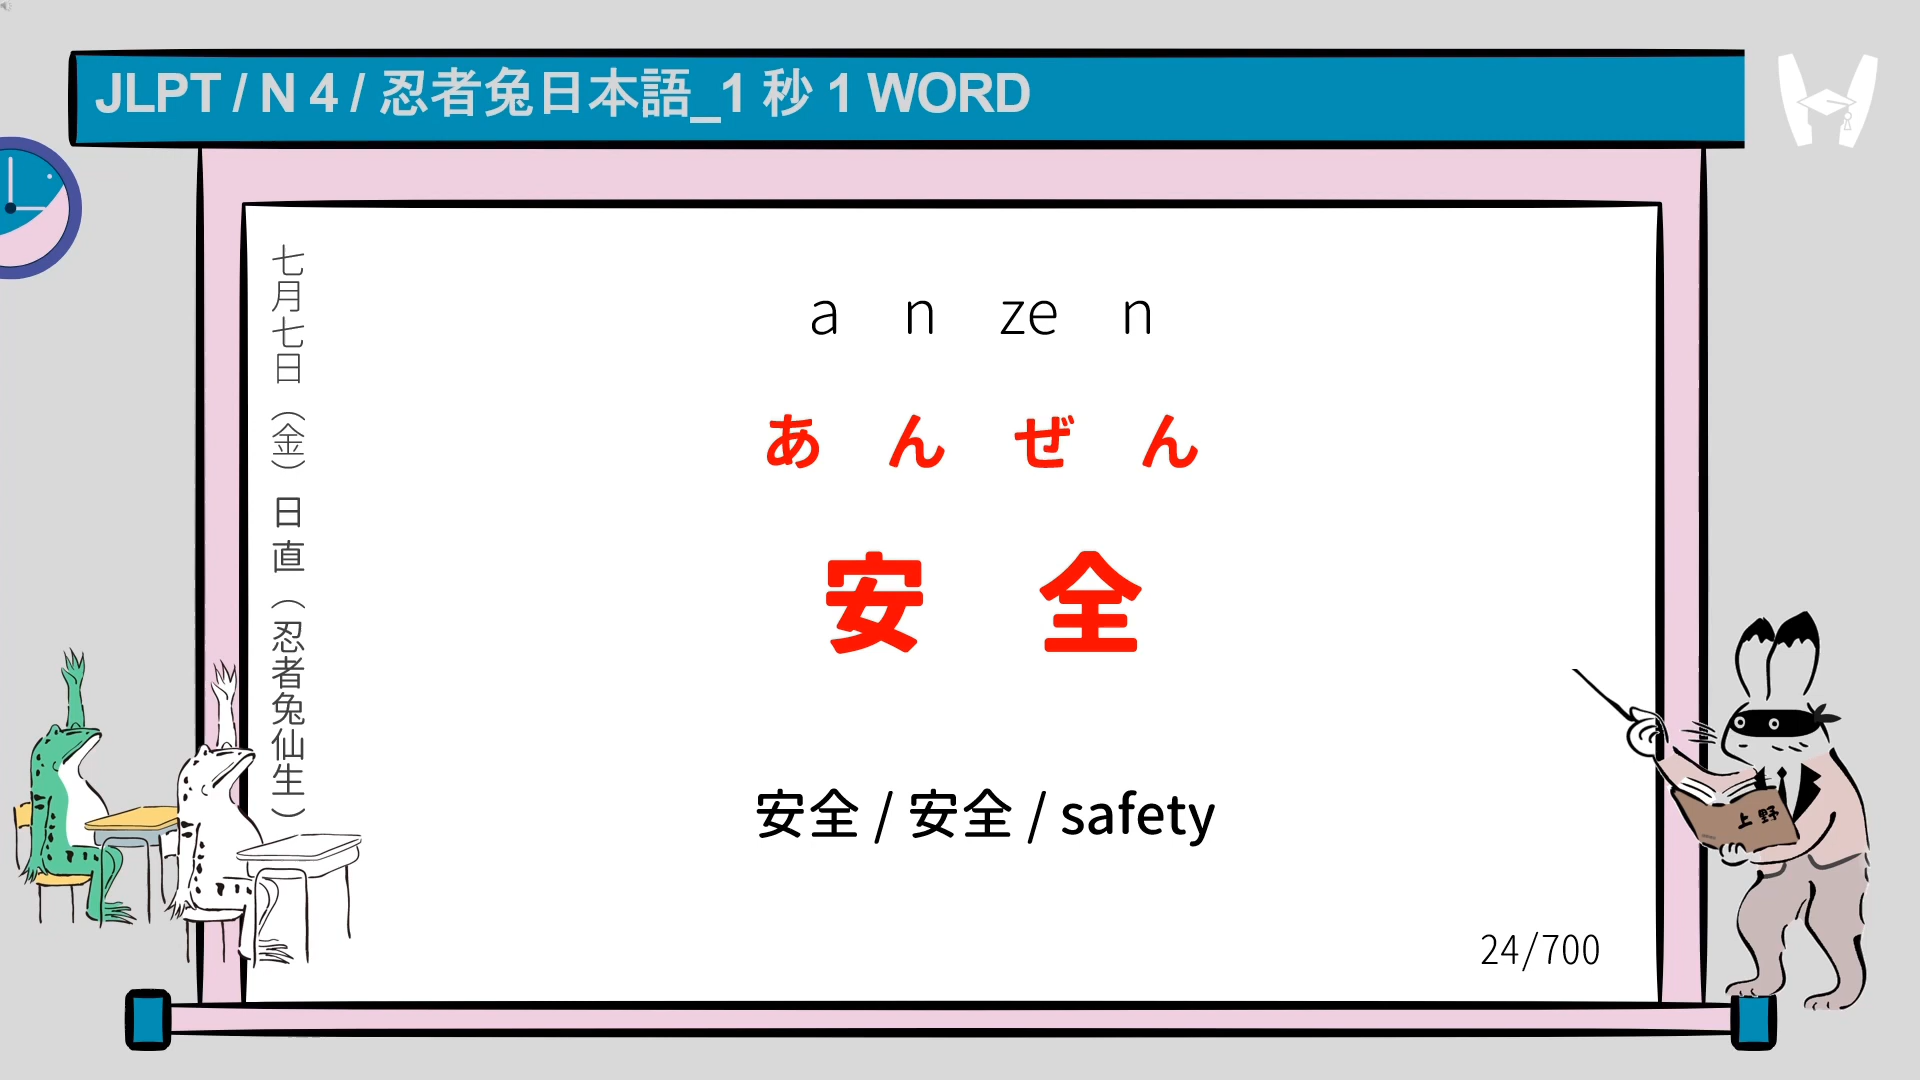 JLPT / N 4 / 忍者兔日本語_1 秒 1 WORD
七月七日（金）日直（忍者兔仙生）
a n ze n
あ ん ぜ ん
安 全
安全 / 安全 / safety
上野
24/700